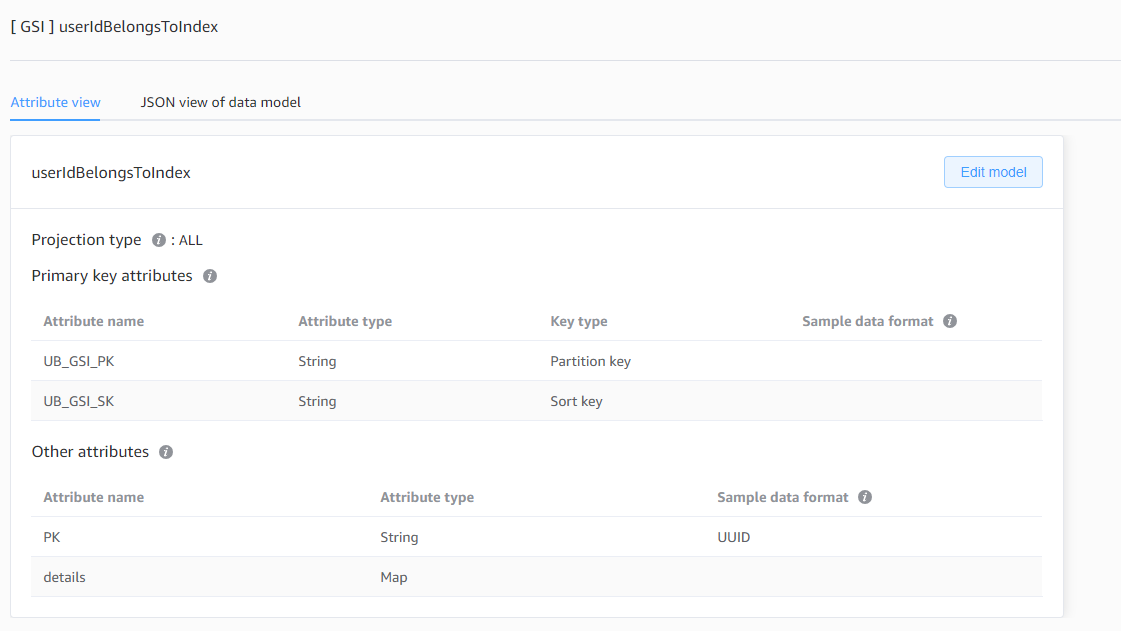 [ GSI ] userIdBelongsToIndex
Attribute view JSON view of data model
userIdBelongsToIndex Edit model
Projection type i : ALL
Primary key attributes i
Attribute name Attribute type Key type Sample data format i
UB_GSI_PK String Partition key
UB_GSI_SK String Sort key
Other attributes i
Attribute name Attribute type Sample data format i
PK String UUID
details Map